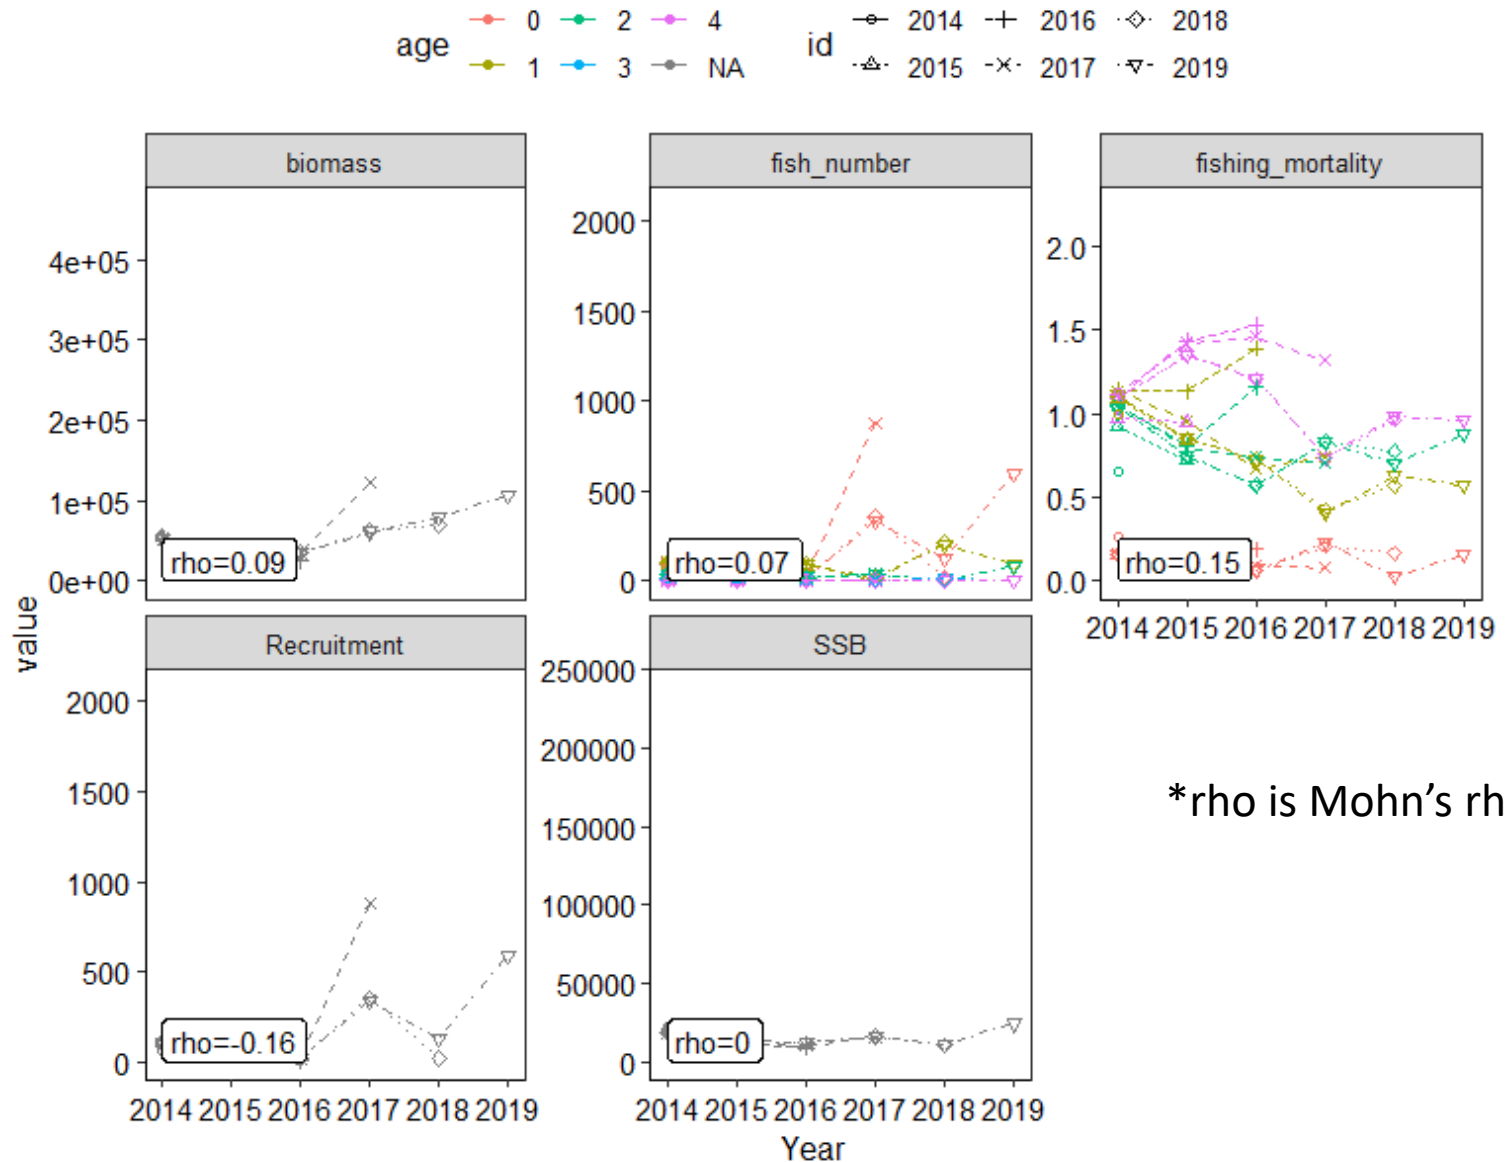 age 0 2 4 id 2014 2016 2018
1 3 NA 2015 2017 2019
biomass
4e+05
3e+05
2e+05
1e+05
0e+00
rho=0.09
fish_number
2000
1500
1000
500
0
rho=0.07
fishing_mortality
2.0
1.5
1.0
0.5
0.0
rho=0.15
2014 2015 2016 2017 2018 2019
value
Recruitment
2000
1500
1000
500
0
rho=-0.16
2014 2015 2016 2017 2018 2019
SSB
250000
200000
150000
100000
50000
0
rho=0
2014 2015 2016 2017 2018 2019
Year
*rho is Mohn’s rh